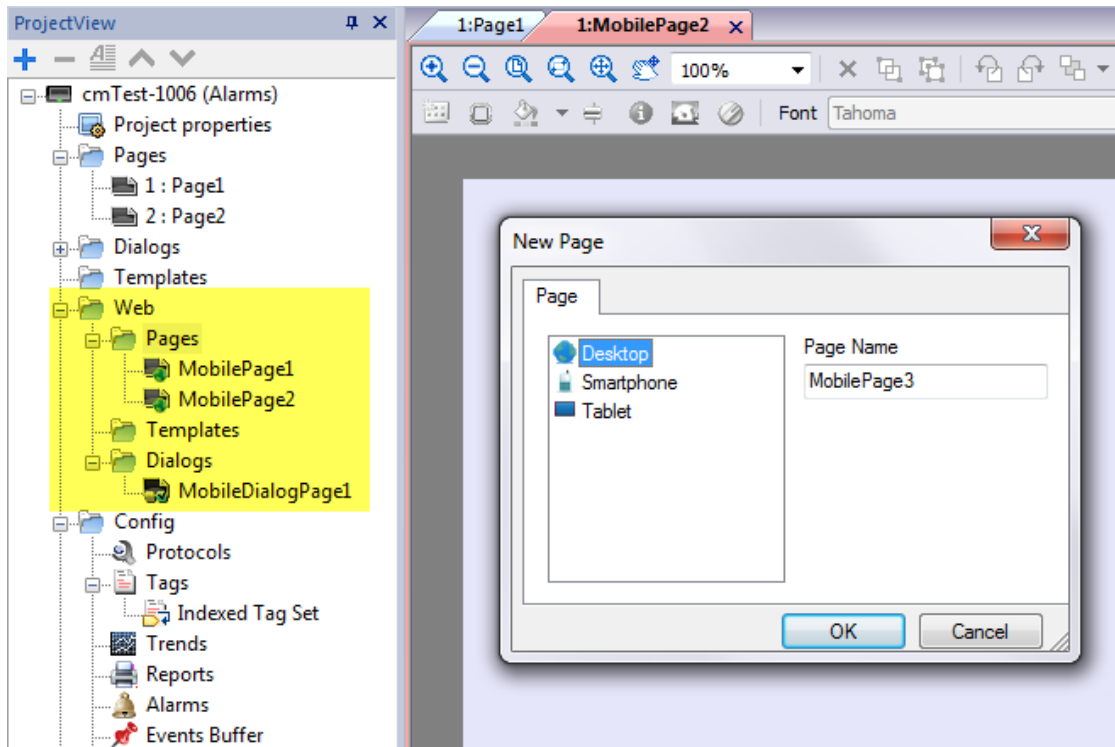 ProjectView
cmTest-1006 (Alarms)
Project properties
Pages
1 : Page1
2 : Page2
Dialogs
Templates
Web
Pages
MobilePage1
MobilePage2
Templates
Dialogs
MobileDialogPage1
Config
Protocols
Tags
Indexed Tag Set
Trends
Reports
Alarms
Events Buffer
1:Page1
1:MobilePage2
100%
Font
Tahoma
New Page
Page
Desktop
Smartphone
Tablet
Page Name
MobilePage3
OK
Cancel